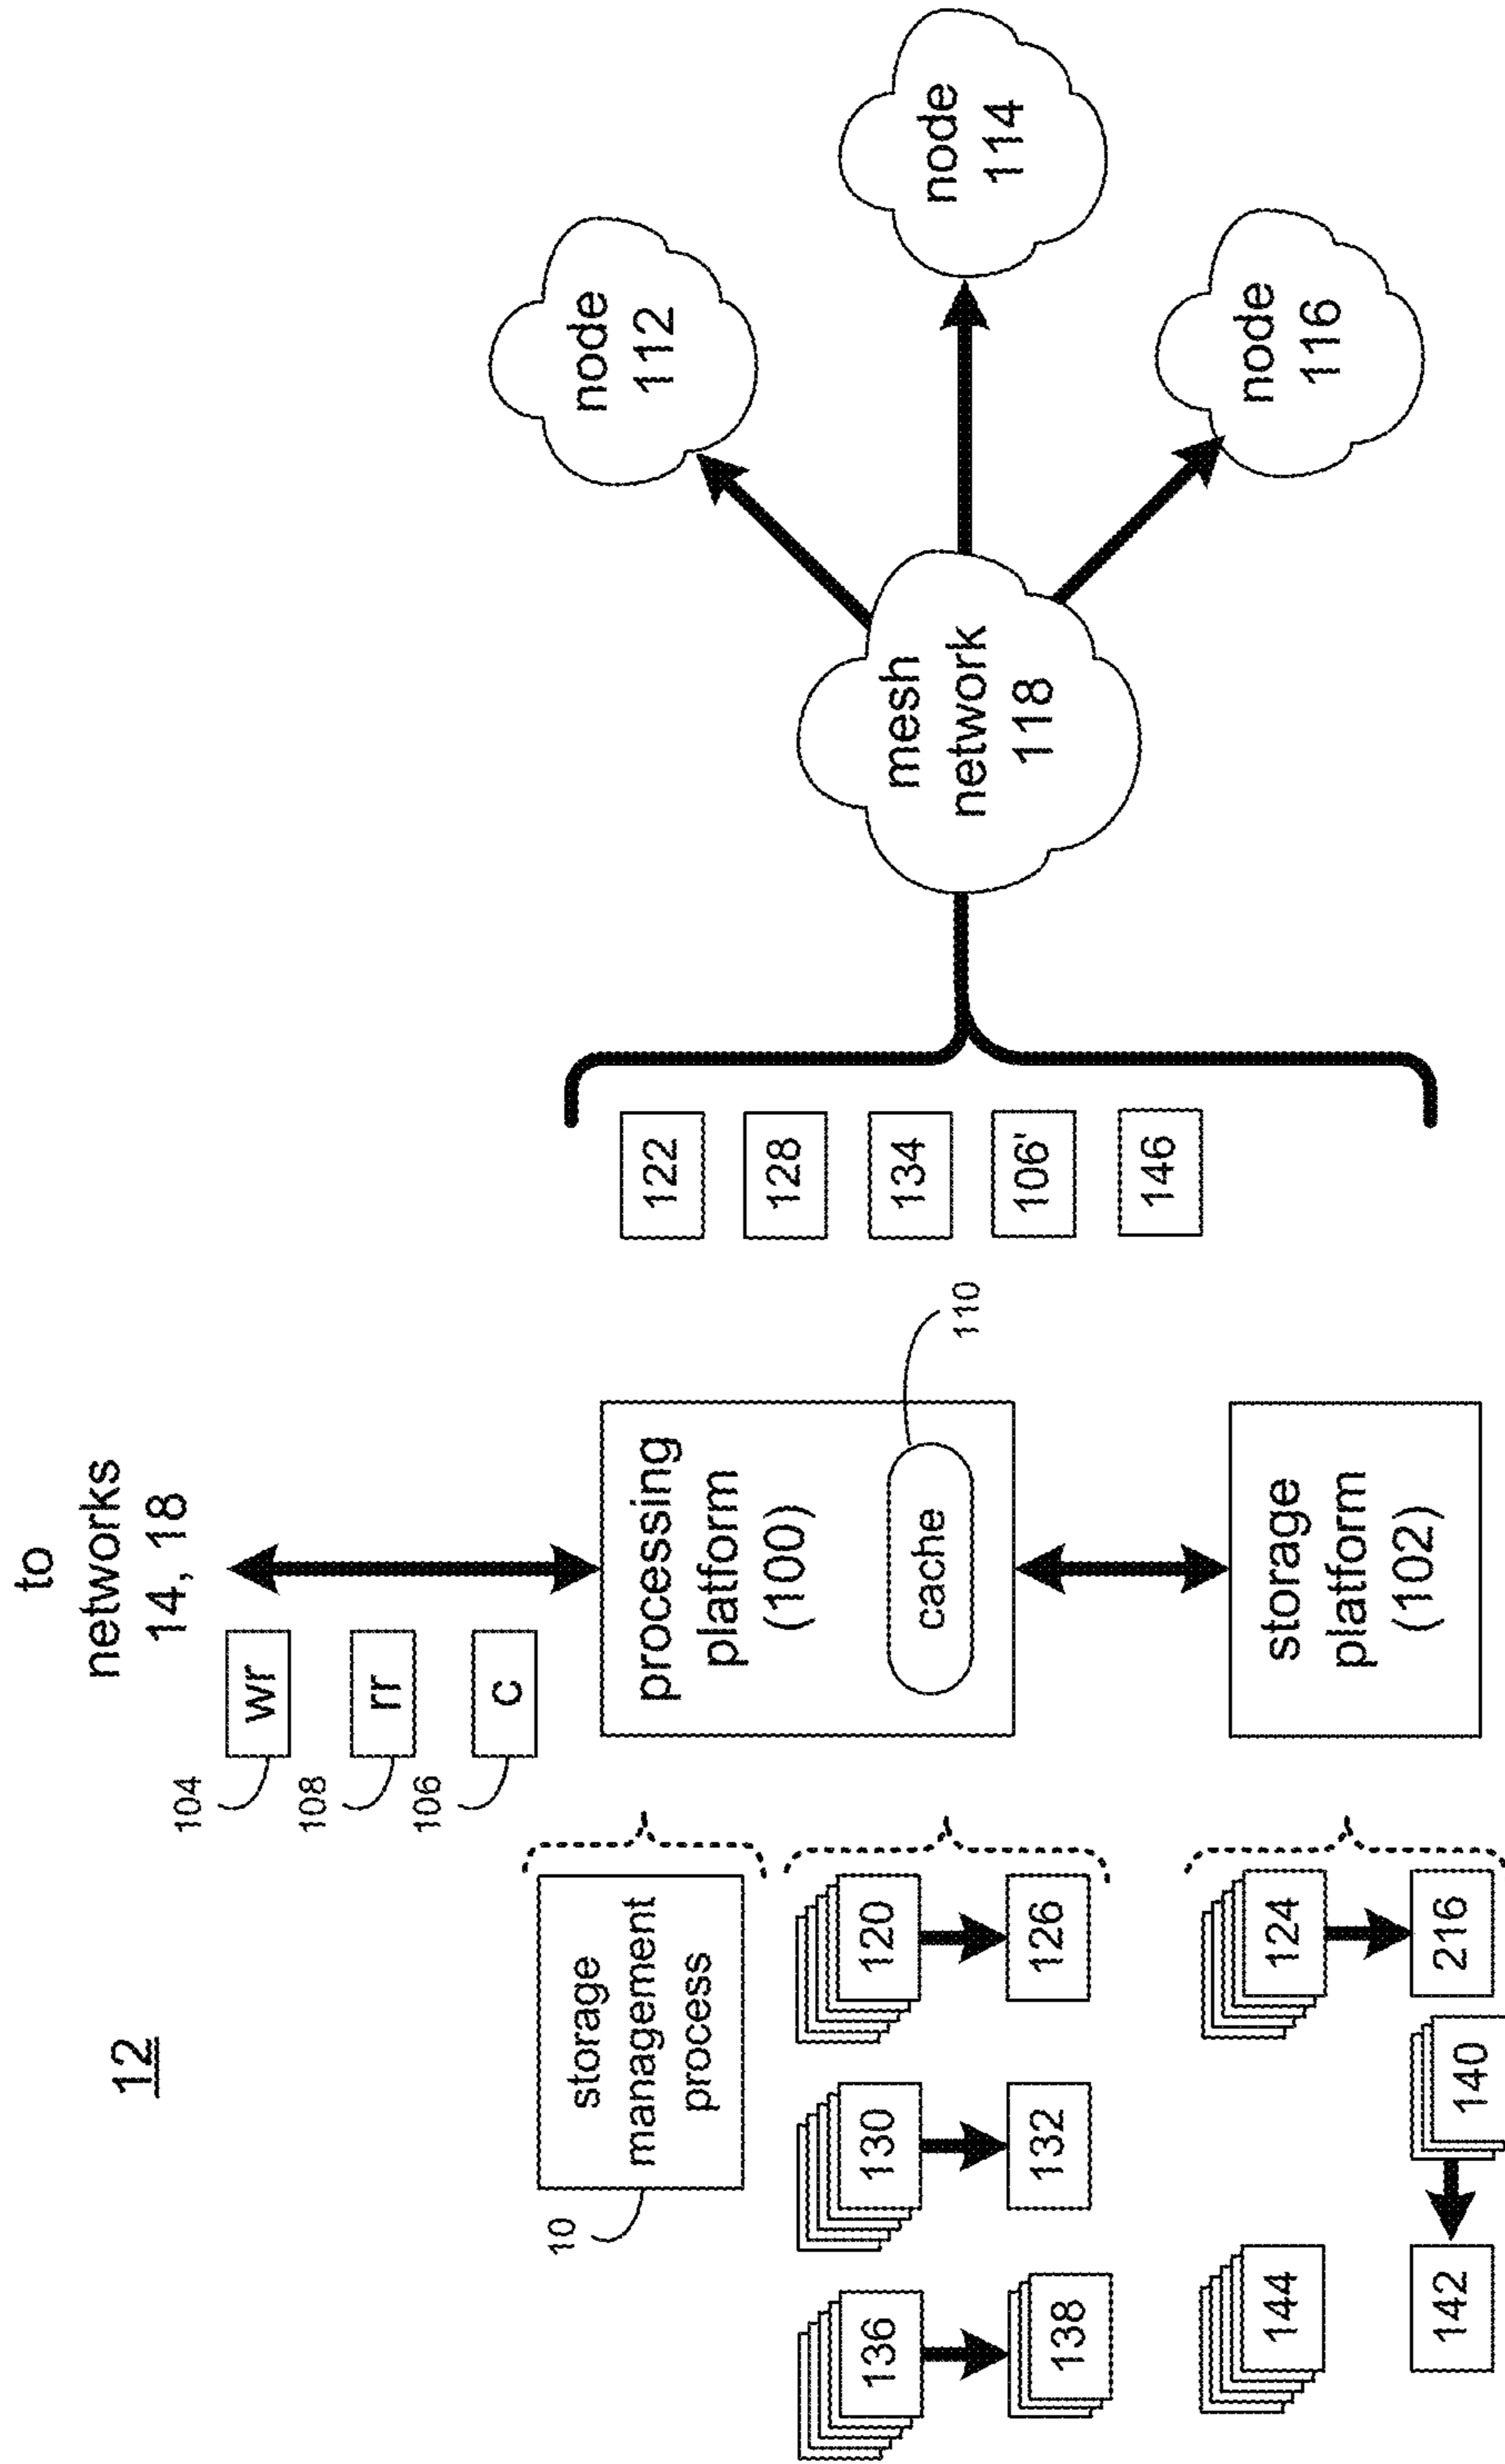 12
to
networks
14, 18
104
wr
108
rr
106
c
10
storage
management
process
processing
platform
(100)
cache
110
136
130
120
138
132
126
144
124
142
140
216
storage
platform
(102)
122
128
134
106'
146
mesh
network
118
node
112
node
114
node
116